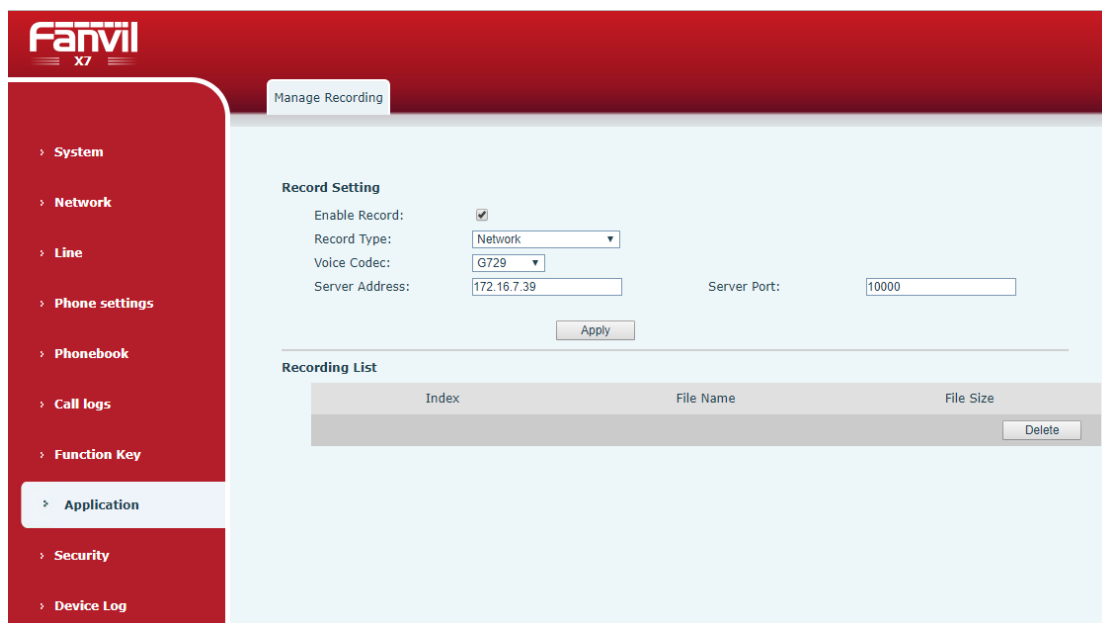 Fanvil
X7
Manage Recording
System
Network
Line
Phone settings
Phonebook
Call logs
Function Key
Application
Security
Device Log
Record Setting
Enable Record:
Record Type: Network
Voice Codec: G729
Server Address: 172.16.7.39 Server Port: 10000
Apply
Recording List
Index File Name File Size
Delete